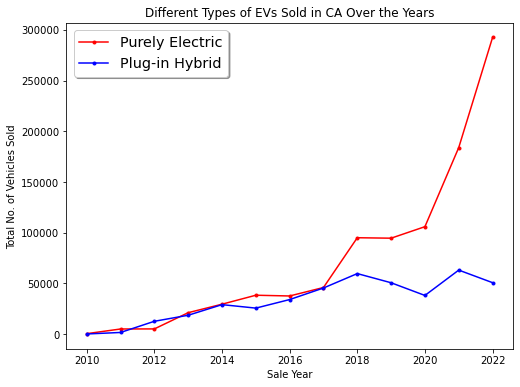 Different Types of EVs Sold in CA Over the Years
Purely Electric
Plug-in Hybrid
Total No. of Vehicles Sold
300000
250000
200000
150000
100000
50000
0
2010 2012 2014 2016 2018 2020 2022
Sale Year